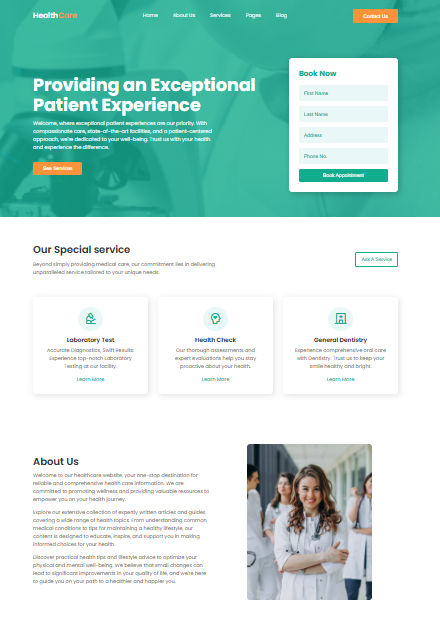 HealthCare
Home
About Us
Services
Pages
Blog
Contact Us
Providing an Exceptional
Patient Experience
Welcome, where exceptional patient experiences are our priority. With
compassionate care, state-of-the-art facilities, and a patient-centered
approach, we're dedicated to your well-being. Trust us with your health
and experience the difference.
See Services
Book Now
First Name
Last Name
Address
Phone No.
Book Appointment
Our Special service
Beyond simply providing medical care, our commitment lies in delivering
unparalleled service tailored to your unique needs.
Ask A Service
Laboratory Test
Accurate Diagnostics, Swift Results:
Experience top-notch Laboratory
Testing at our facility.
Learn More
Health Check
Our thorough assessments and
expert evaluations help you stay
proactive about your health.
Learn More
General Dentistry
Experience comprehensive oral care
with Dentistry. Trust us to keep your
smile healthy and bright.
Learn More
About Us
Welcome to our healthcare website, your one-stop destination for
reliable and comprehensive health care information. We are
committed to promoting wellness and providing valuable resources to
empower you on your health journey.
Explore our extensive collection of expertly written articles and guides
covering a wide range of health topics. From understanding common
medical conditions to tips for maintaining a healthy lifestyle, our
content is designed to educate, inspire, and support you in making
informed choices for your health.
Discover practical health tips and lifestyle advice to optimize your
physical and mental well-being. We believe that small changes can
lead to significant improvements in your quality of life, and we're here
to guide you on your path to a healthier and happier you.